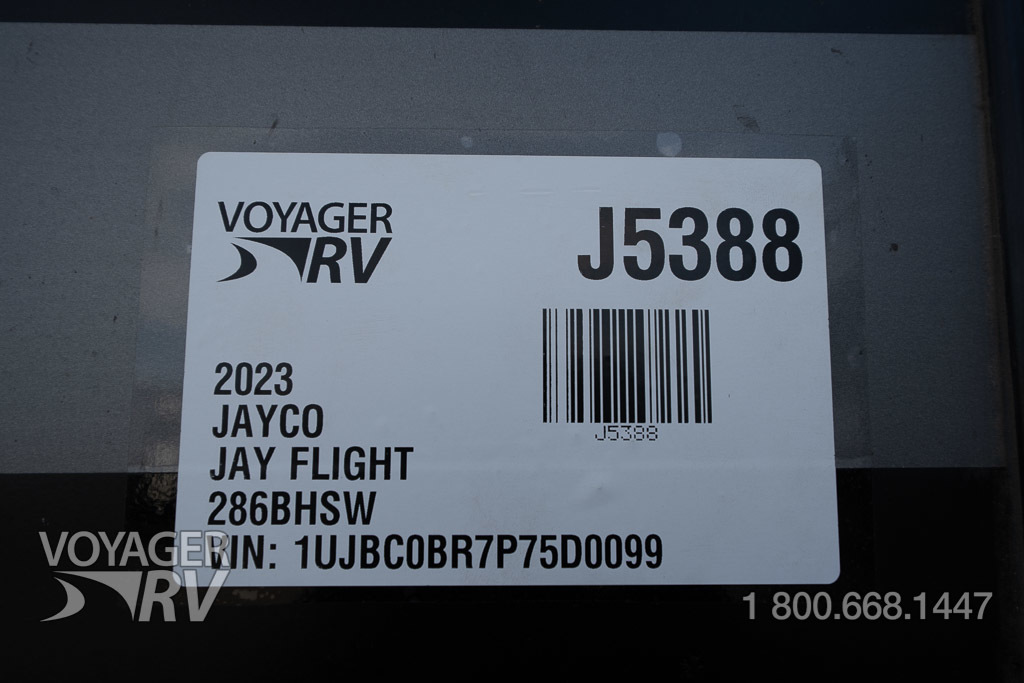 VOYAGER
RV
J5388
J5388
2023
JAYCO
JAY FLIGHT
286BHSW
VIN: 1UJBC0BR7P75D0099
VOYAGER
RV
1 800.668.1447